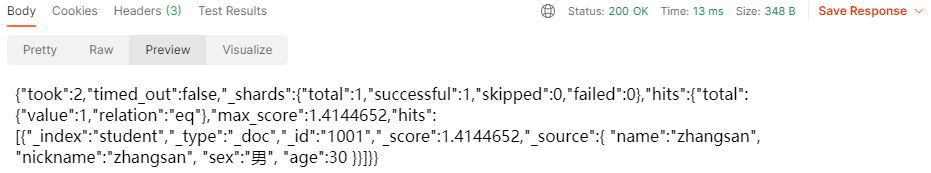 Body Cookies Headers (3) Test Results Status: 200 OK Time: 13 ms Size: 348 B Save Response
Pretty Raw Preview Visualize
{"took":2,"timed_out":false,"_shards":{"total":1,"successful":1,"skipped":0,"failed":0},"hits":{"total":
{"value":1,"relation":"eq"},"max_score":1.4144652,"hits":
[{"_index":"student","_type":"_doc","_id":"1001","_score":1.4144652,"_source":{ "name":"zhangsan",
"nickname":"zhangsan", "sex":"男", "age":30 }}]}}